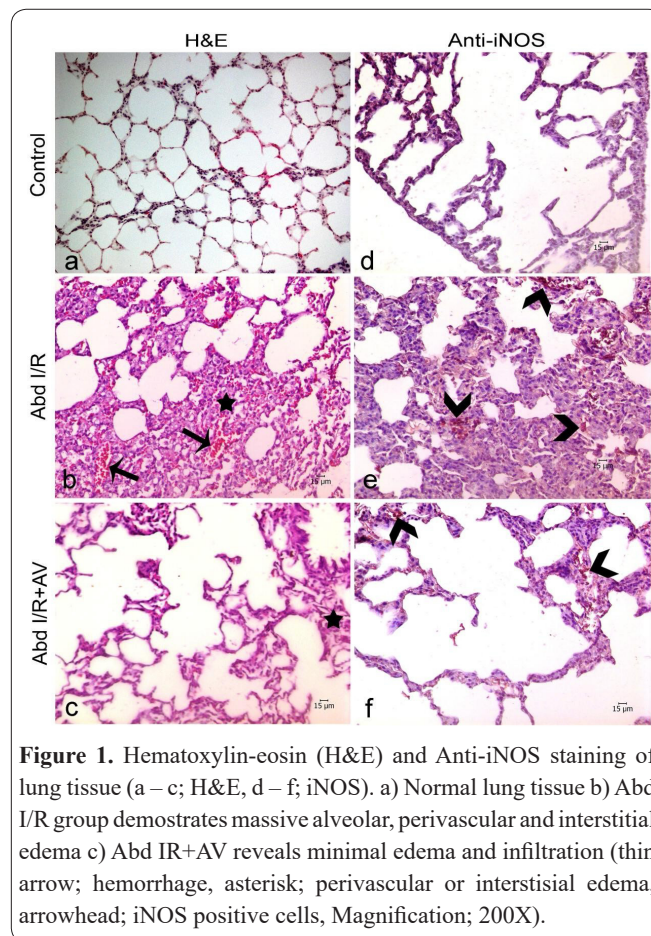 H&E
Anti-iNOS
Control
a
d
15 µm
Abd I/R
b
15 µm
e
15 µm
Abd I/R+AV
c
15 µm
f
15 µm
Figure 1. Hematoxylin-eosin (H&E) and Anti-iNOS staining of
lung tissue (a – c; H&E, d – f; iNOS). a) Normal lung tissue b) Abd
I/R group demostrates massive alveolar, perivascular and interstitial
edema c) Abd IR+AV reveals minimal edema and infiltration (thin
arrow; hemorrhage, asterisk; perivascular or interstisial edema,
arrowhead; iNOS positive cells, Magnification; 200X).